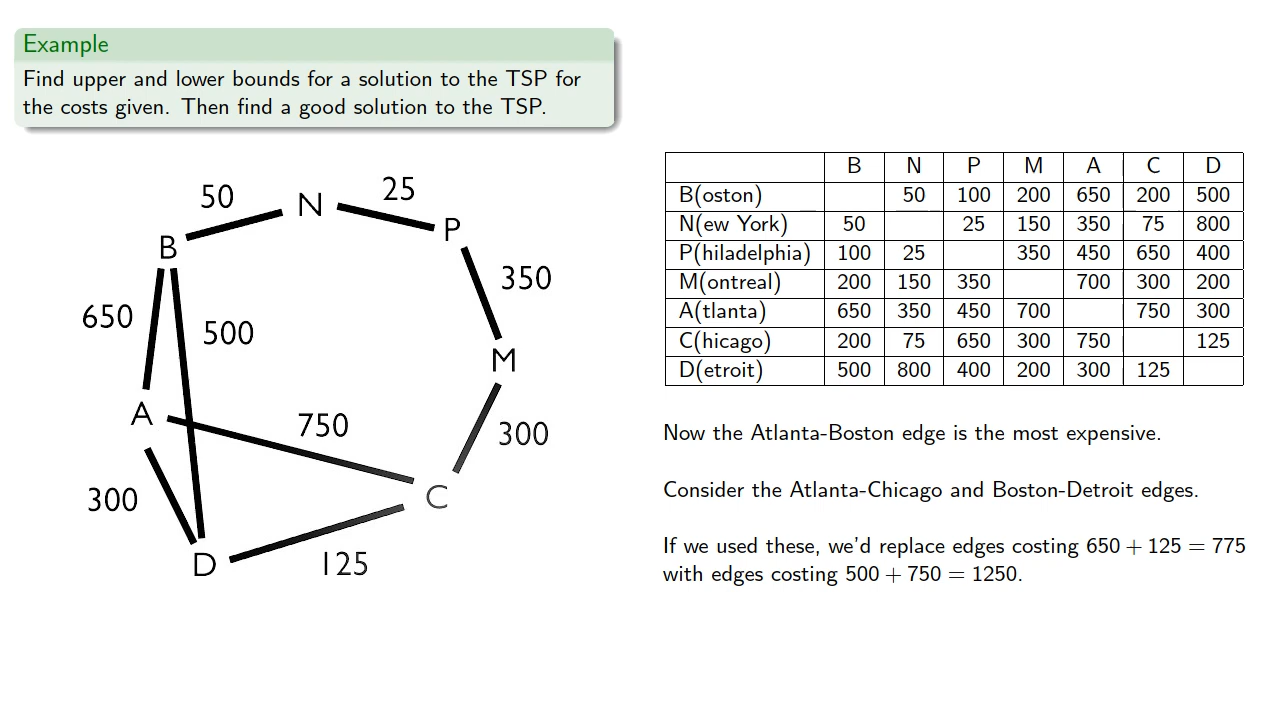 Example
Find upper and lower bounds for a solution to the TSP for
the costs given. Then find a good solution to the TSP.
50
N
25
P
B
350
650
500
M
A
750
300
C
300
D
125
B N P M A C D
B(oston) 50 100 200 650 200 500
N(ew York) 50 25 150 350 75 800
P(hiladelphia) 100 25 350 450 650 400
M(ontreal) 200 150 350 700 300 200
A(tlanta) 650 350 450 700 750 300
C(hicago) 200 75 650 300 750 125
D(etroit) 500 800 400 200 300 125
Now the Atlanta-Boston edge is the most expensive.
Consider the Atlanta-Chicago and Boston-Detroit edges.
If we used these, we'd replace edges costing 650 + 125 = 775
with edges costing 500 + 750 = 1250.